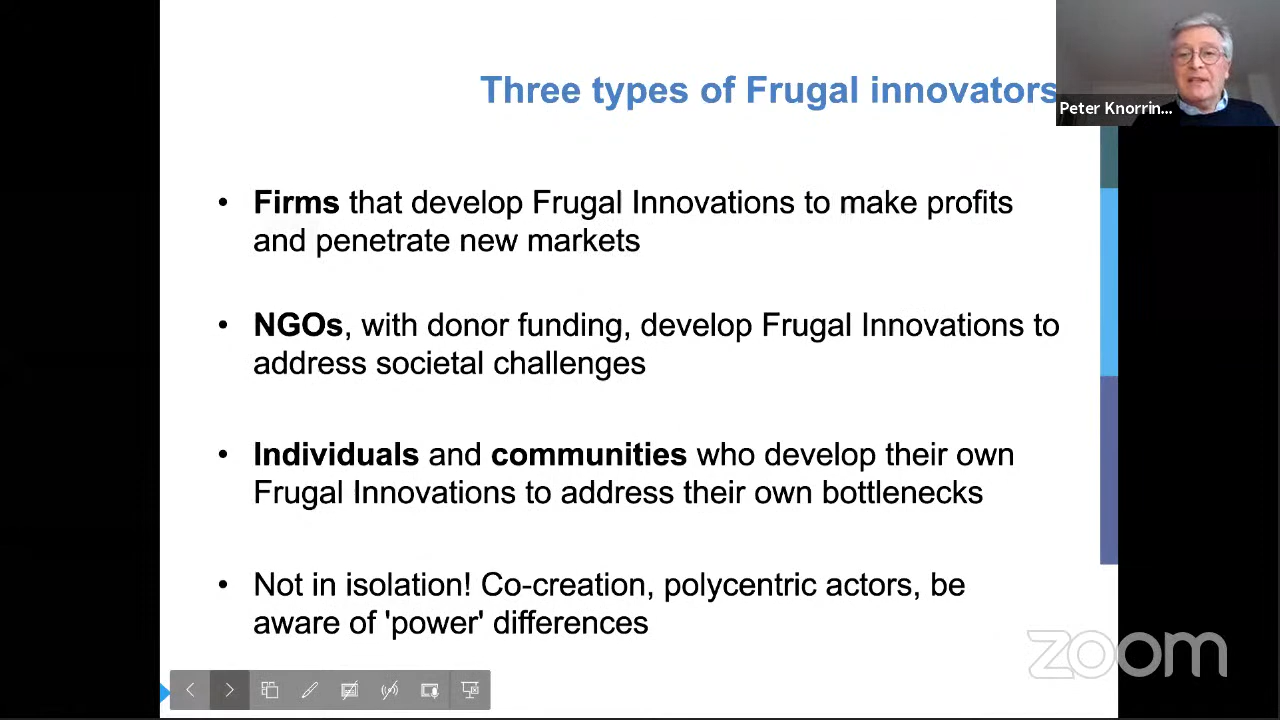 Three types of Frugal innovators
Peter Knorrin...
• Firms that develop Frugal Innovations to make profits
and penetrate new markets
• NGOs, with donor funding, develop Frugal Innovations to
address societal challenges
• Individuals and communities who develop their own
Frugal Innovations to address their own bottlenecks
• Not in isolation! Co-creation, polycentric actors, be
aware of 'power' differences
zoom